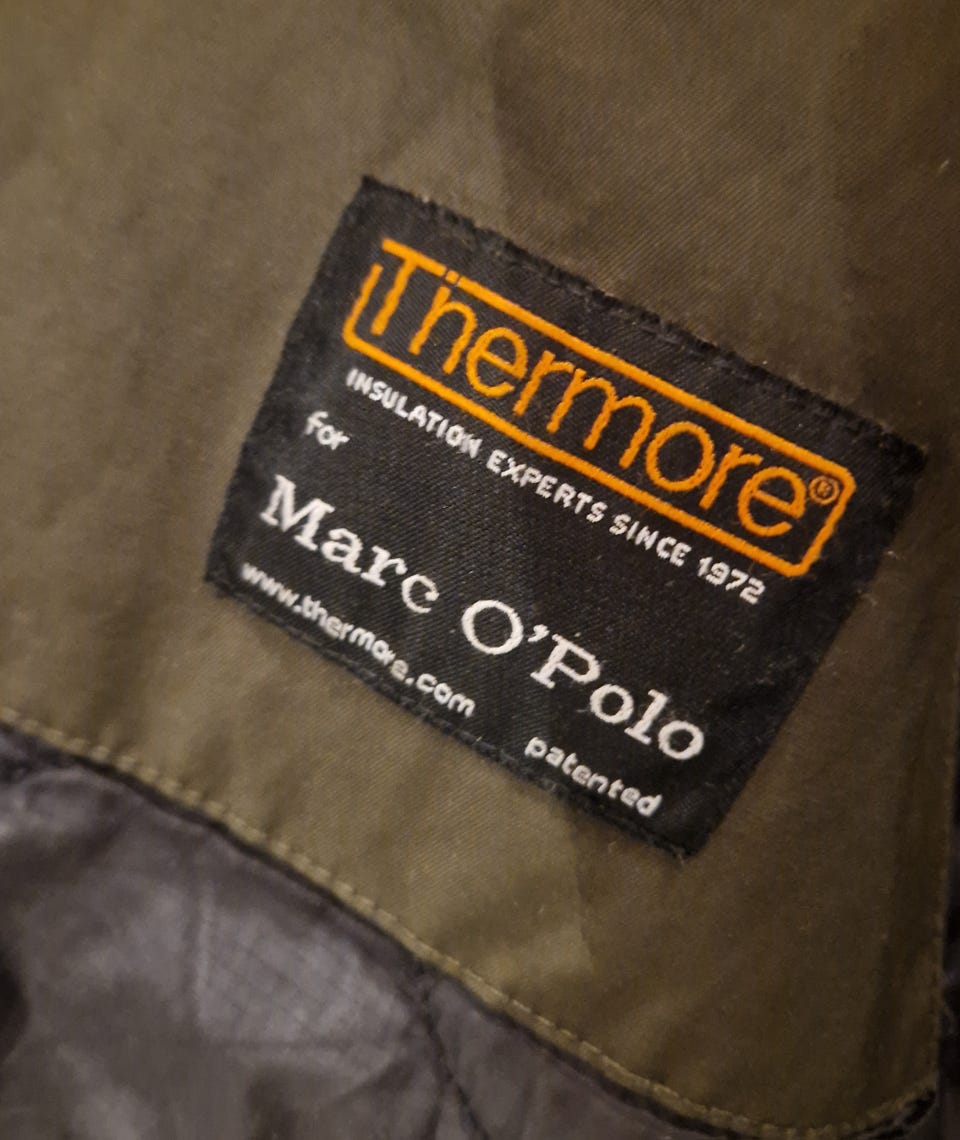 Thermore®
INSULATION EXPERTS SINCE 1972
for
Marc O'Polo
www.thermore.com
patented